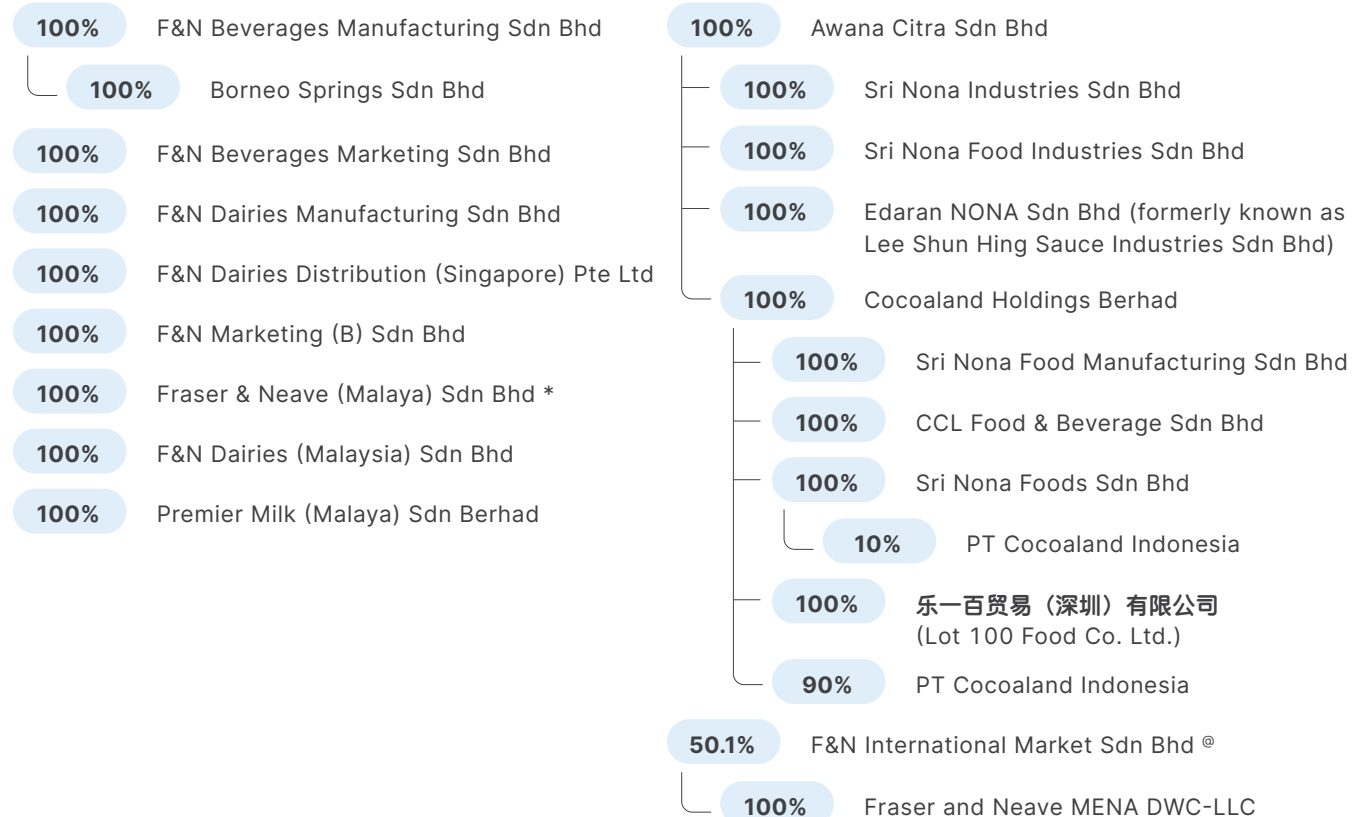 100% F&N Beverages Manufacturing Sdn Bhd
100% Borneo Springs Sdn Bhd
100% F&N Beverages Marketing Sdn Bhd
100% F&N Dairies Manufacturing Sdn Bhd
100% F&N Dairies Distribution (Singapore) Pte Ltd
100% F&N Marketing (B) Sdn Bhd
100% Fraser & Neave (Malaya) Sdn Bhd *
100% F&N Dairies (Malaysia) Sdn Bhd
100% Premier Milk (Malaya) Sdn Berhad
100% Awana Citra Sdn Bhd
100% Sri Nona Industries Sdn Bhd
100% Sri Nona Food Industries Sdn Bhd
100% Edaran NONA Sdn Bhd (formerly known as
Lee Shun Hing Sauce Industries Sdn Bhd)
100% Cocoaland Holdings Berhad
100% Sri Nona Food Manufacturing Sdn Bhd
100% CCL Food & Beverage Sdn Bhd
100% Sri Nona Foods Sdn Bhd
10% PT Cocoaland Indonesia
100% 乐一百贸易（深圳）有限公司
(Lot 100 Food Co. Ltd.)
90% PT Cocoaland Indonesia
50.1% F&N International Market Sdn Bhd @
100% Fraser and Neave MENA DWC-LLC